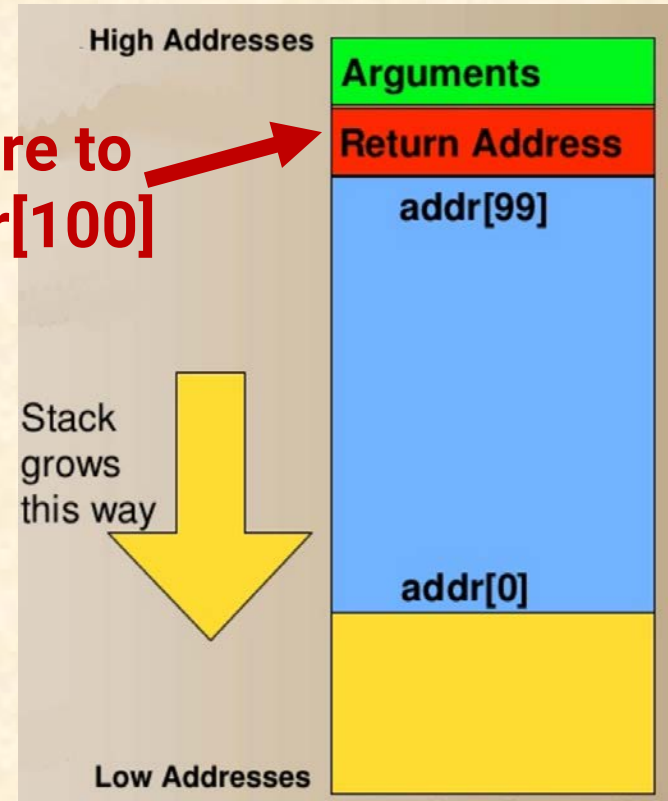 High Addresses
Arguments
re to
Return Address
r[100]
addr[99]
Stack
grows
this way
addr[0]
Low Addresses